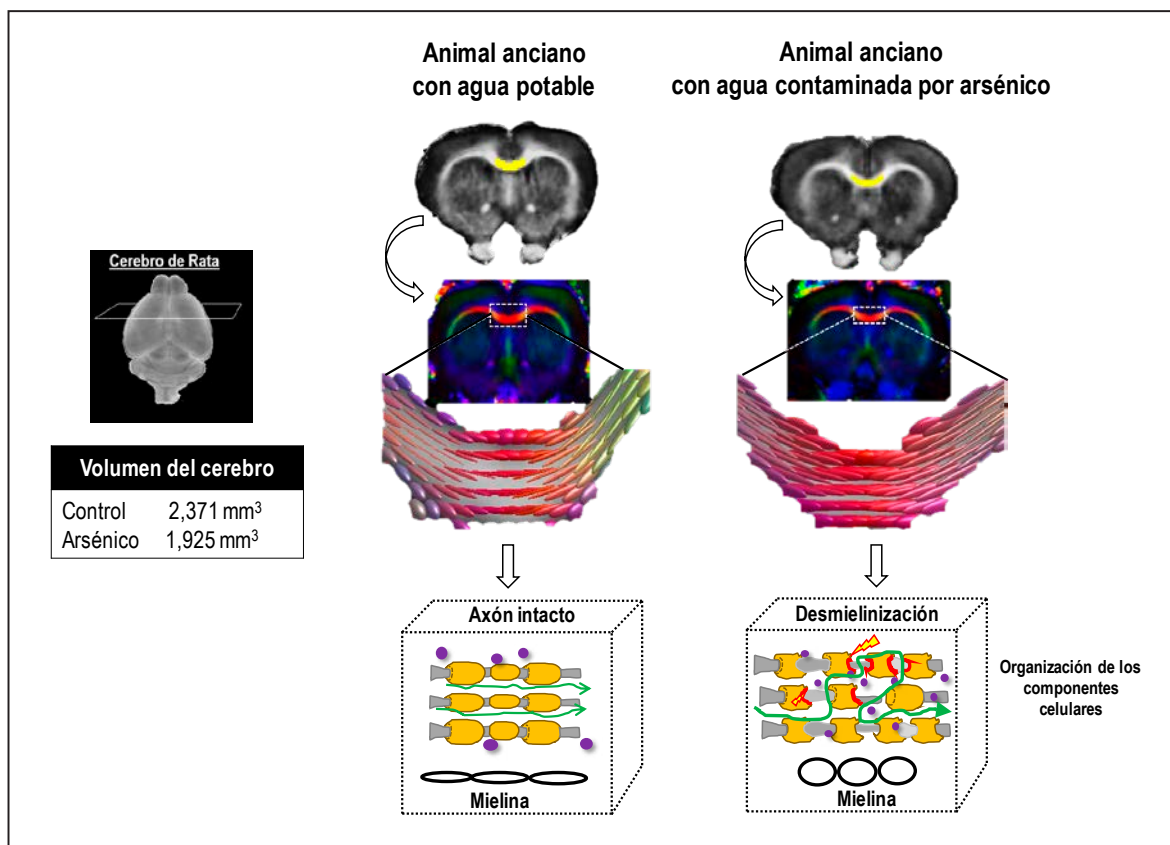 Animal anciano
con agua potable
Animal anciano
con agua contaminada por arsénico
Cerebro de Rata
Volumen del cerebro
Control 2,371 mm³
Arsénico 1,925 mm³
Axón intacto
Mielina
Desmielinización
Mielina
Organización de los
componentes
celulares